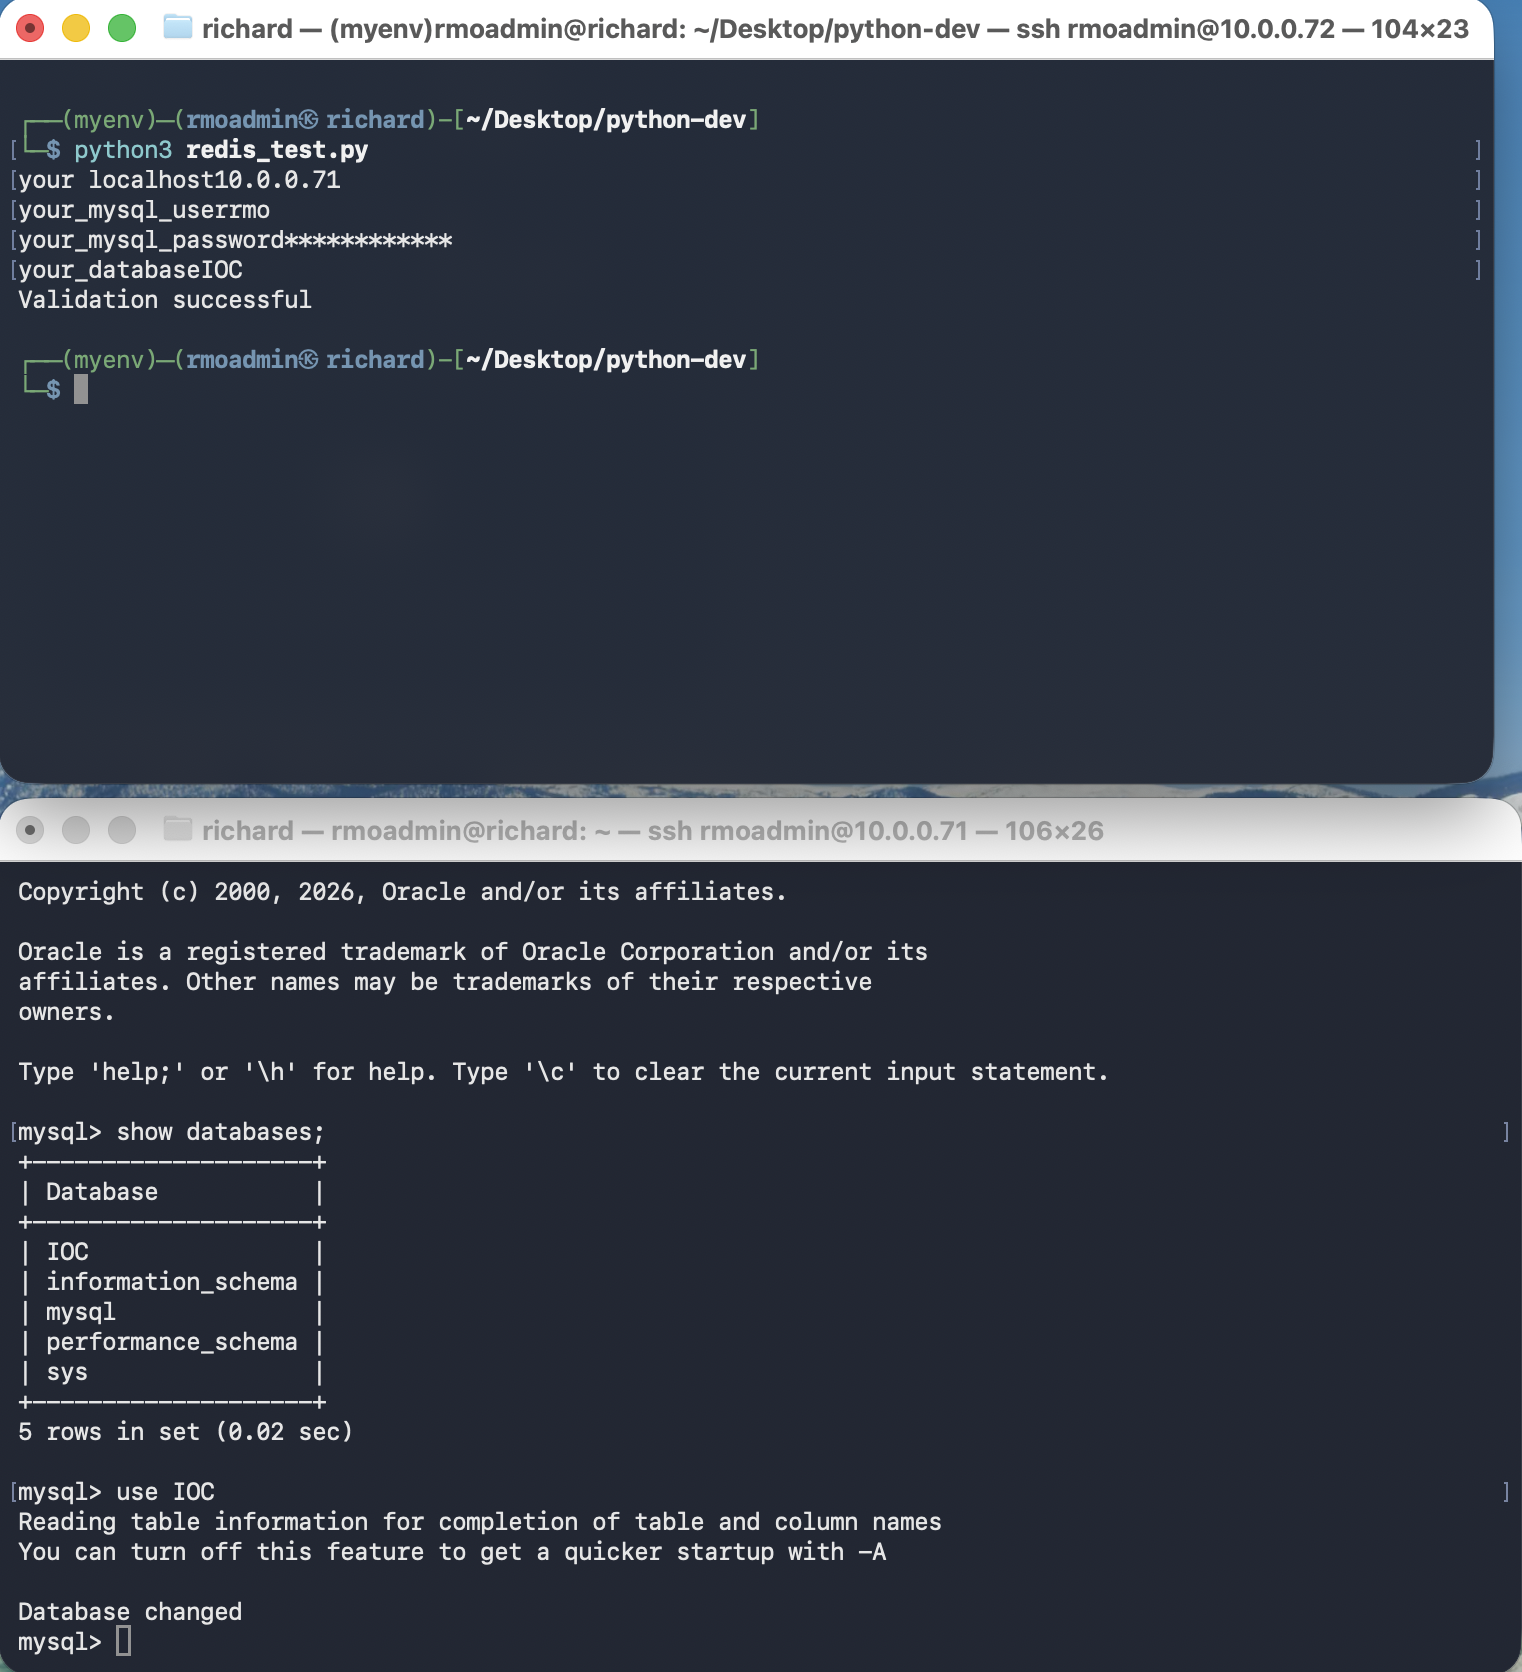 richard — (myenv)rmoadmin@richard: ~/Desktop/python-dev — ssh rmoadmin@10.0.0.72 — 104×23
┌──(myenv)─(rmoadmin㉿richard)-[~/Desktop/python-dev]
[└─$ python3 redis_test.py ]
[your localhost10.0.0.71 ]
[your_mysql_userrmo ]
[your_mysql_password************ ]
[your_databaseIOC ]
Validation successful
┌──(myenv)─(rmoadmin㉿richard)-[~/Desktop/python-dev]
└─$
richard — rmoadmin@richard: ~ — ssh rmoadmin@10.0.0.71 — 106×26
Copyright (c) 2000, 2026, Oracle and/or its affiliates.
Oracle is a registered trademark of Oracle Corporation and/or its
affiliates. Other names may be trademarks of their respective
owners.
Type 'help;' or '\h' for help. Type '\c' to clear the current input statement.
[mysql> show databases; ]
+--------------------+
| Database           |
+--------------------+
| IOC                |
| information_schema |
| mysql              |
| performance_schema |
| sys                |
+--------------------+
5 rows in set (0.02 sec)
[mysql> use IOC ]
Reading table information for completion of table and column names
You can turn off this feature to get a quicker startup with -A
Database changed
mysql>